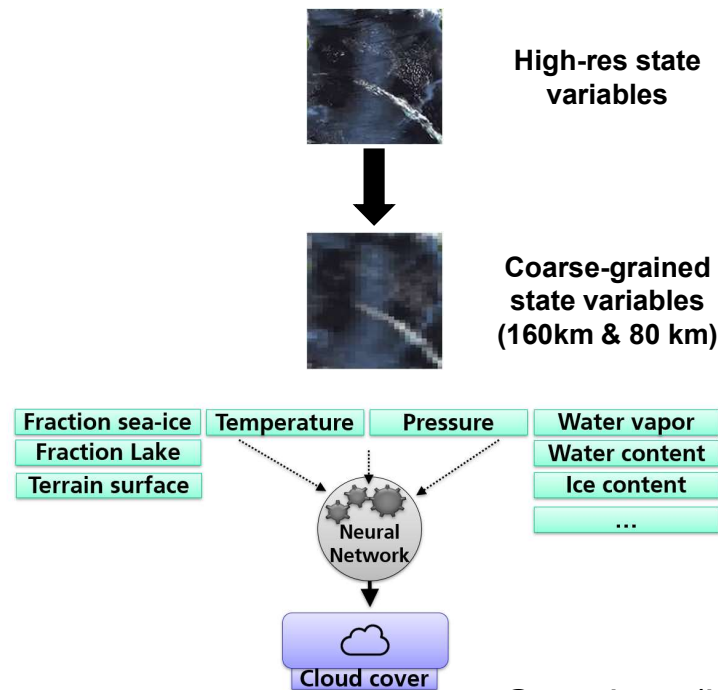 High-res state
variables
Coarse-grained
state variables
(160km & 80 km)
Fraction sea-ice
Temperature
Pressure
Water vapor
Fraction Lake
Water content
Terrain surface
Ice content
...
Neural
Network
Cloud cover